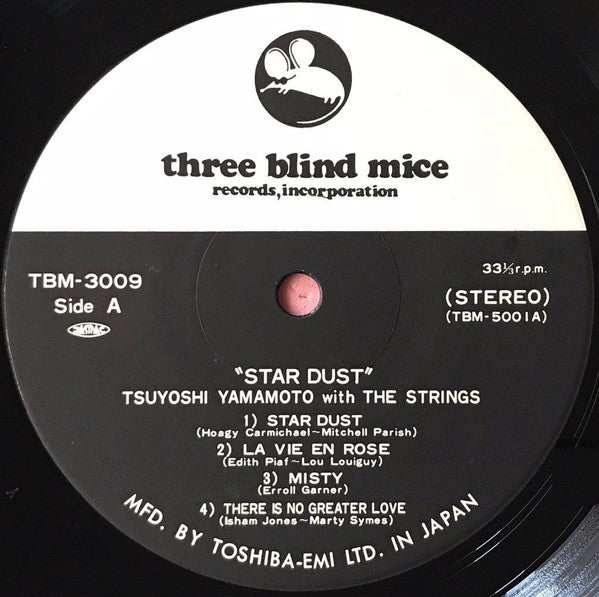 three blind mice
records, incorporation
TBM-3009
Side A
JASRAC
33⅓r.p.m.
(STEREO)
(TBM-5001A)
"STAR DUST"
TSUYOSHI YAMAMOTO with THE STRINGS
1) STAR DUST
(Hoagy Carmichael~Mitchell Parish)
2) LA VIE EN ROSE
(Edith Piaf~Lou Louiguy)
3) MISTY
(Erroll Garner)
4) THERE IS NO GREATER LOVE
(Isham Jones~Marty Symes)
MFD. BY TOSHIBA-EMI LTD. IN JAPAN